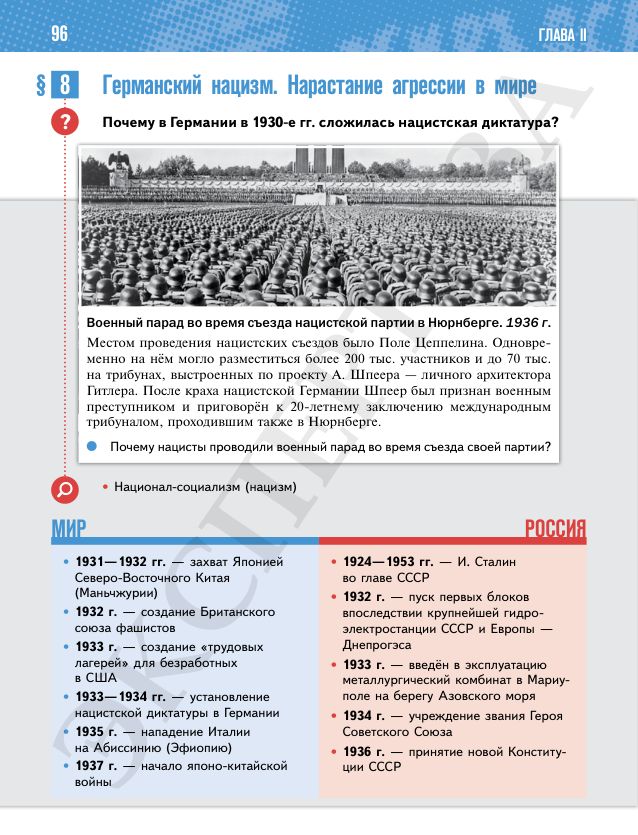 96
ГЛАВА II
§ 8 Германский нацизм. Нарастание агрессии в мире
? Почему в Германии в 1930-е гг. сложилась нацистская диктатура?
Военный парад во время съезда нацистской партии в Нюрнберге. 1936 г.
Местом проведения нацистских съездов было Поле Цеппелина. Одновре-
менно на нём могло разместиться более 200 тыс. участников и до 70 тыс.
на трибунах, выстроенных по проекту А. Шпеера — личного архитектора
Гитлера. После краха нацистской Германии Шпеер был признан военным
преступником и приговорён к 20-летнему заключению международным
трибуналом, проходившим также в Нюрнберге.
● Почему нацисты проводили военный парад во время съезда своей партии?
• Национал-социализм (нацизм)
МИР
• 1931—1932 гг. — захват Японией
Северо-Восточного Китая
(Маньчжурии)
• 1932 г. — создание Британского
союза фашистов
• 1933 г. — создание «трудовых
лагерей» для безработных
в США
• 1933—1934 гг. — установление
нацистской диктатуры в Германии
• 1935 г. — нападение Италии
на Абиссинию (Эфиопию)
• 1937 г. — начало японо-китайской
войны
РОССИЯ
• 1924—1953 гг. — И. Сталин
во главе СССР
• 1932 г. — пуск первых блоков
впоследствии крупнейшей гидро-
электростанции СССР и Европы —
Днепрогэса
• 1933 г. — введён в эксплуатацию
металлургический комбинат в Мариу-
поле на берегу Азовского моря
• 1934 г. — учреждение звания Героя
Советского Союза
• 1936 г. — принятие новой Конститу-
ции СССР
ЭКСПЕРТИЗА